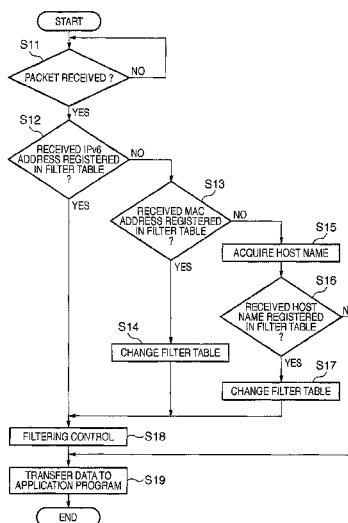 START
S11
PACKET RECEIVED ?
NO
YES
S12
RECEIVED IPv6
ADDRESS REGISTERED
IN FILTER TABLE
?
NO
YES
S13
RECEIVED MAC
ADDRESS REGISTERED
IN FILTER TABLE
?
NO
YES
S15
ACQUIRE HOST NAME
S16
RECEIVED HOST
NAME REGISTERED
IN FILTER TABLE
?
NO
YES
S14
CHANGE FILTER TABLE
S17
CHANGE FILTER TABLE
FILTERING CONTROL
S18
TRANSFER DATA TO
APPLICATION PROGRAM
S19
END